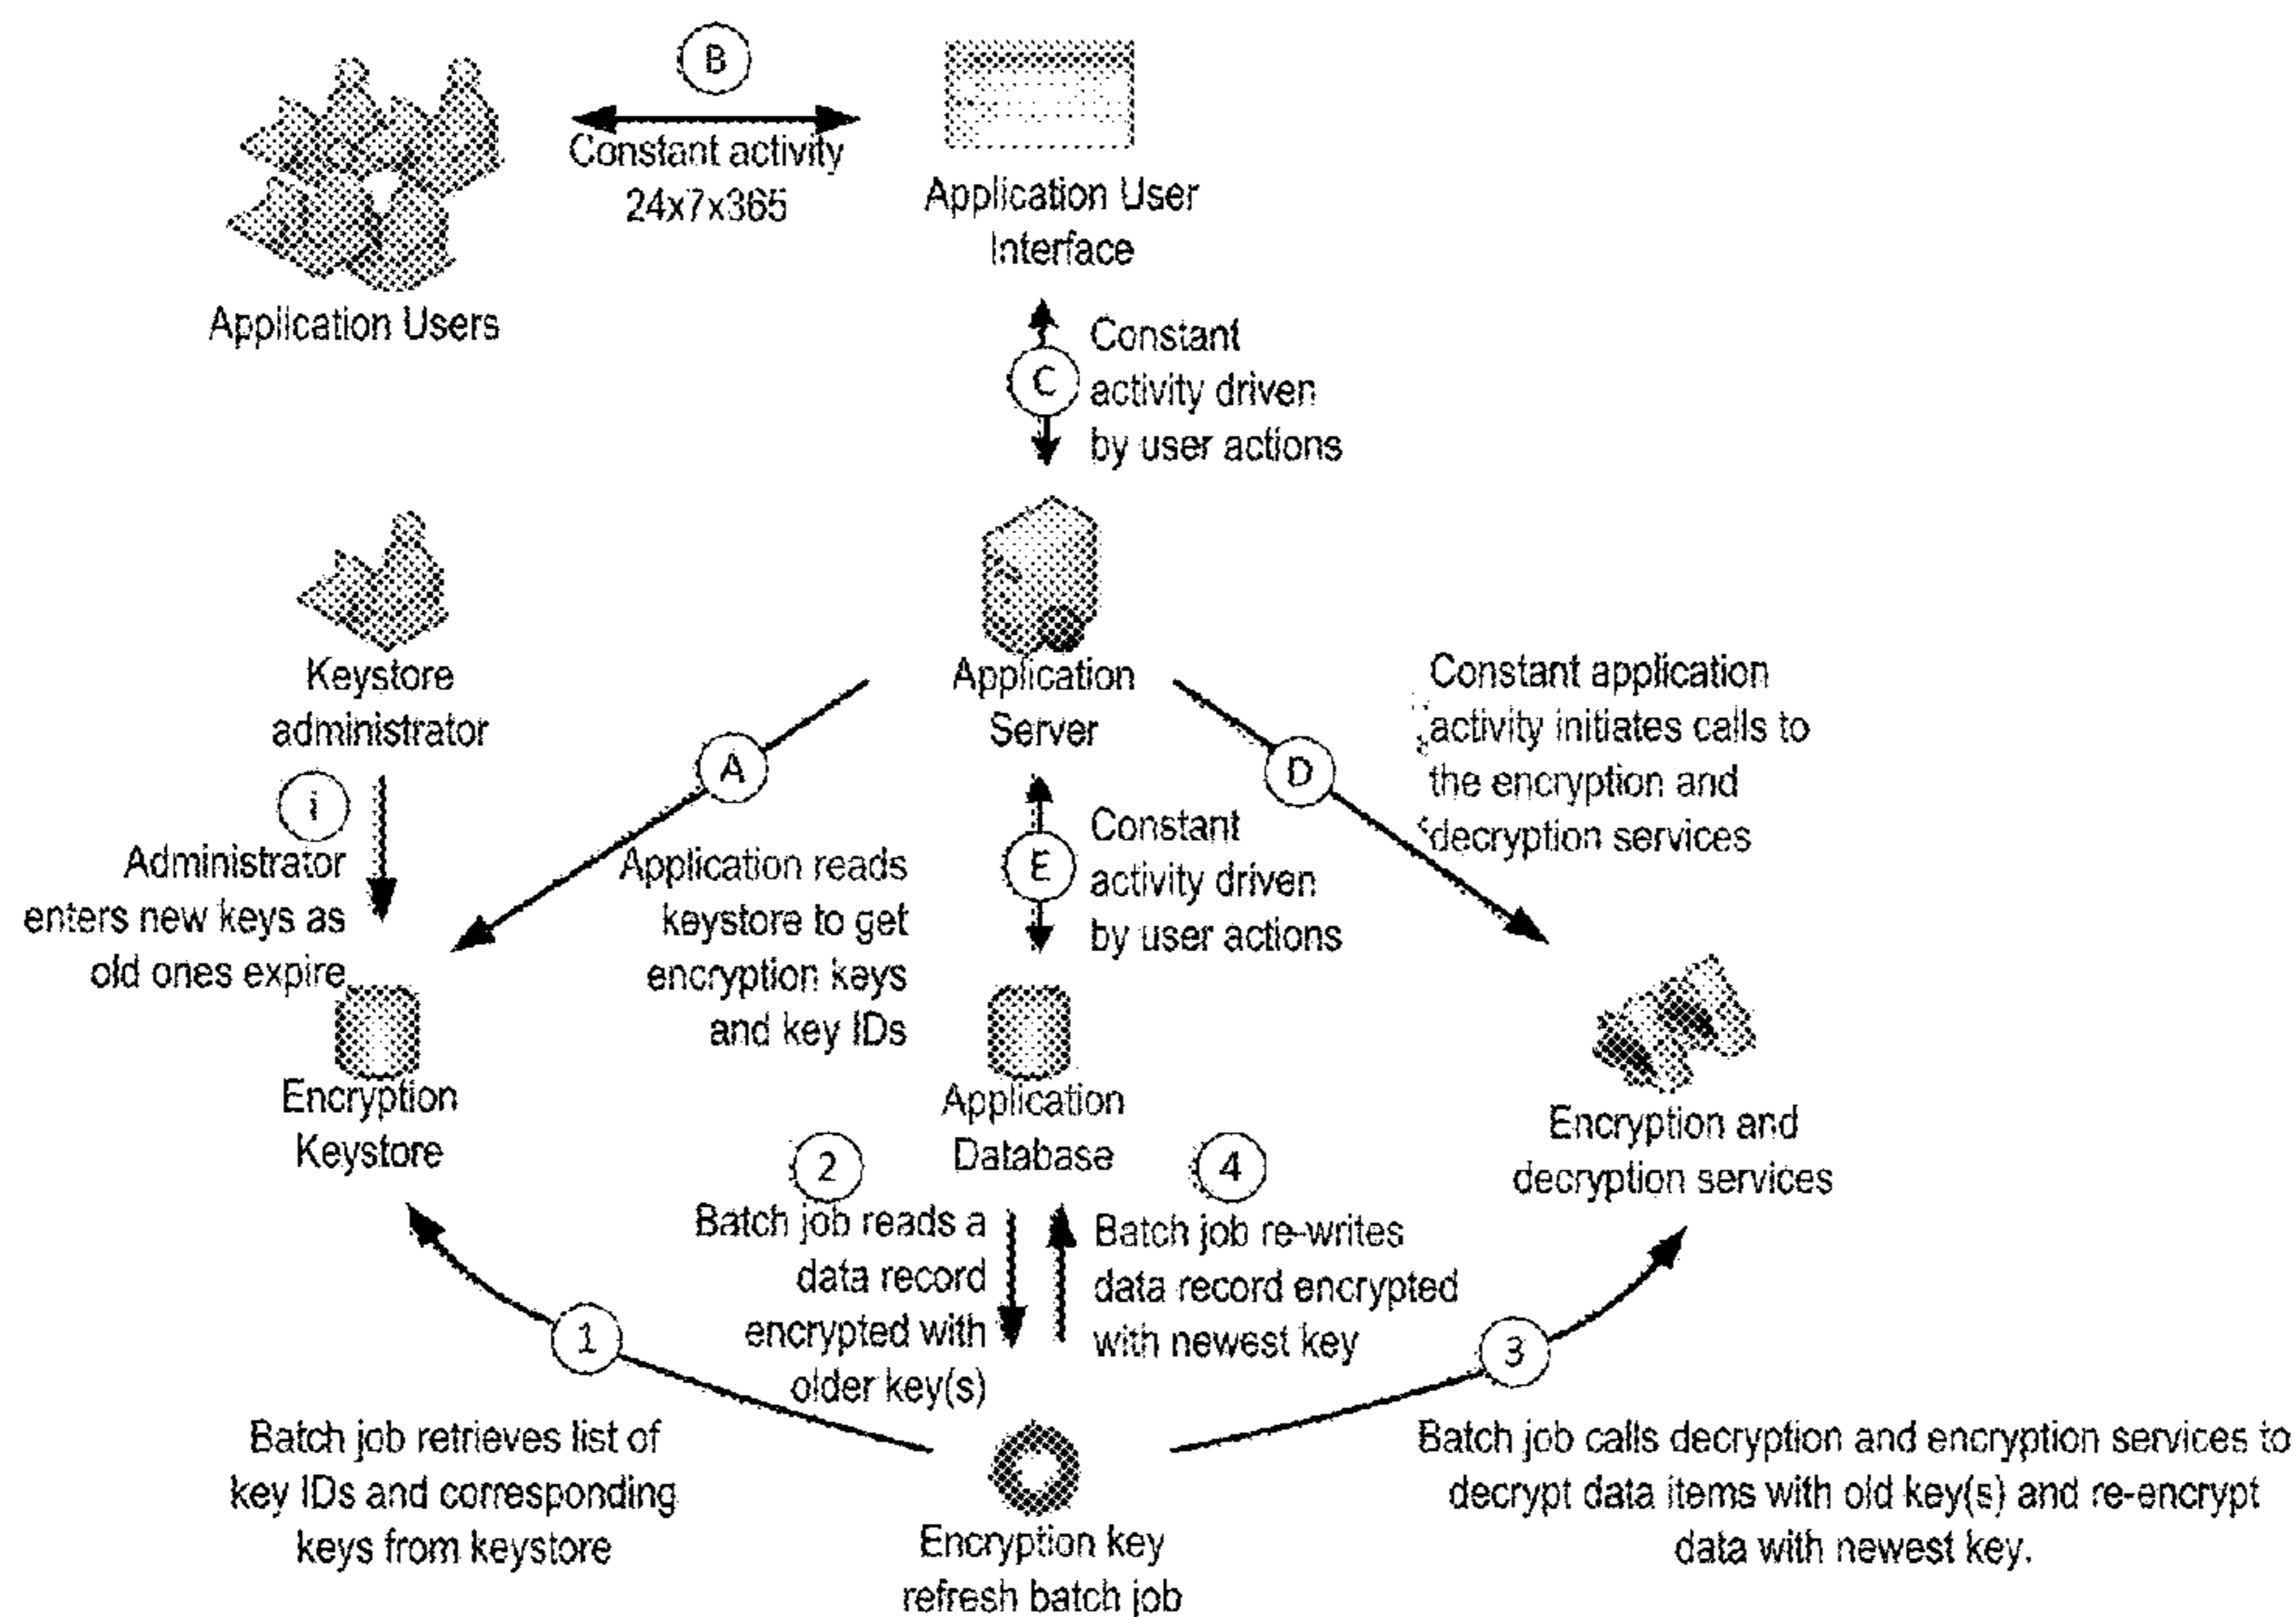 B
Constant activity
24x7x365
Application Users
Application User
Interface
C
Constant
activity driven
by user actions
Keystore
administrator
Application
Server
i
Administrator
enters new keys as
old ones expire
A
Application reads
keystore to get
encryption keys
and key IDs
E
Constant
activity driven
by user actions
D
Constant application
activity initiates calls to
the encryption and
decryption services
Encryption
Keystore
Application
Database
Encryption and
decryption services
2
Batch job reads a
data record
encrypted with
older key(s)
4
Batch job re-writes
data record encrypted
with newest key
1
Batch job retrieves list of
key IDs and corresponding
keys from keystore
3
Batch job calls decryption and encryption services to
decrypt data items with old key(s) and re-encrypt
data with newest key.
Encryption key
refresh batch job